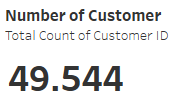 Number of Customer
Total Count of Customer ID
49.544